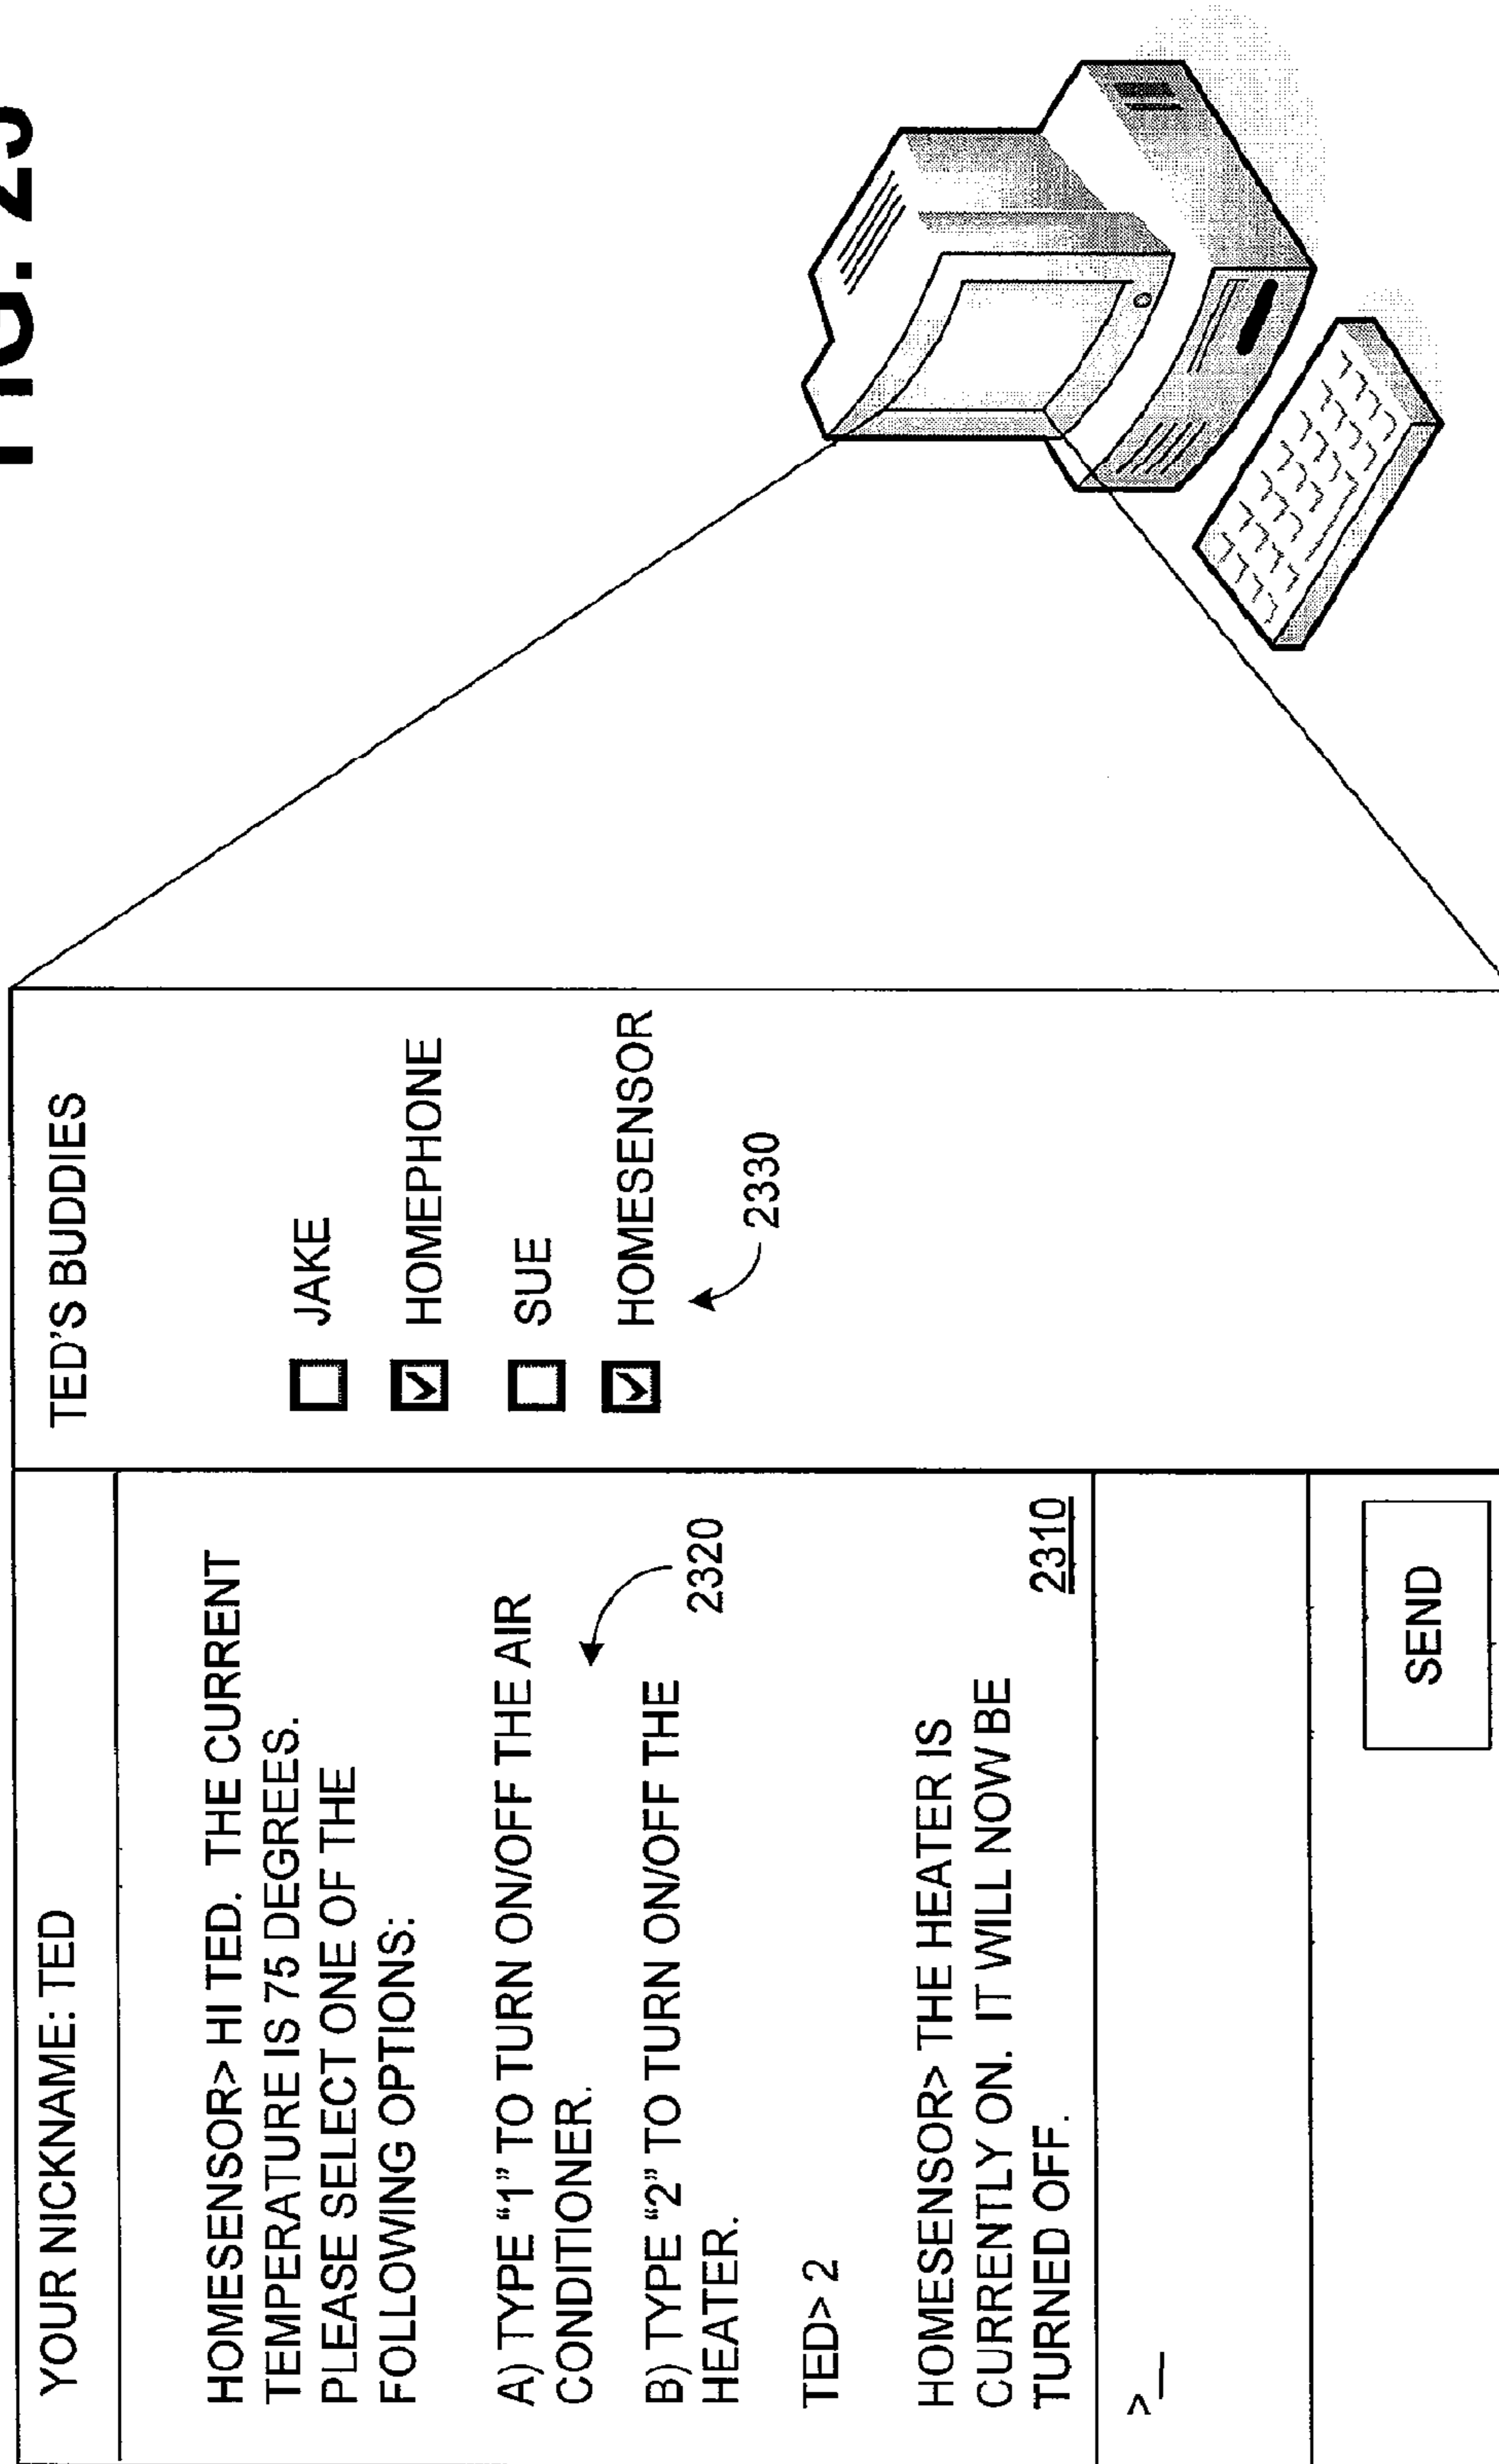 FIG. 23
YOUR NICKNAME: TED
HOMESENSOR> HI TED. THE CURRENT
TEMPERATURE IS 75 DEGREES.
PLEASE SELECT ONE OF THE
FOLLOWING OPTIONS:
A) TYPE “1” TO TURN ON/OFF THE AIR
CONDITIONER.
B) TYPE “2” TO TURN ON/OFF THE
HEATER.
2320
TED> 2
HOMESENSOR> THE HEATER IS
CURRENTLY ON. IT WILL NOW BE
TURNED OFF.
2310
>_
SEND
TED'S BUDDIES
JAKE
HOMEPHONE
SUE
HOMESENSOR
2330